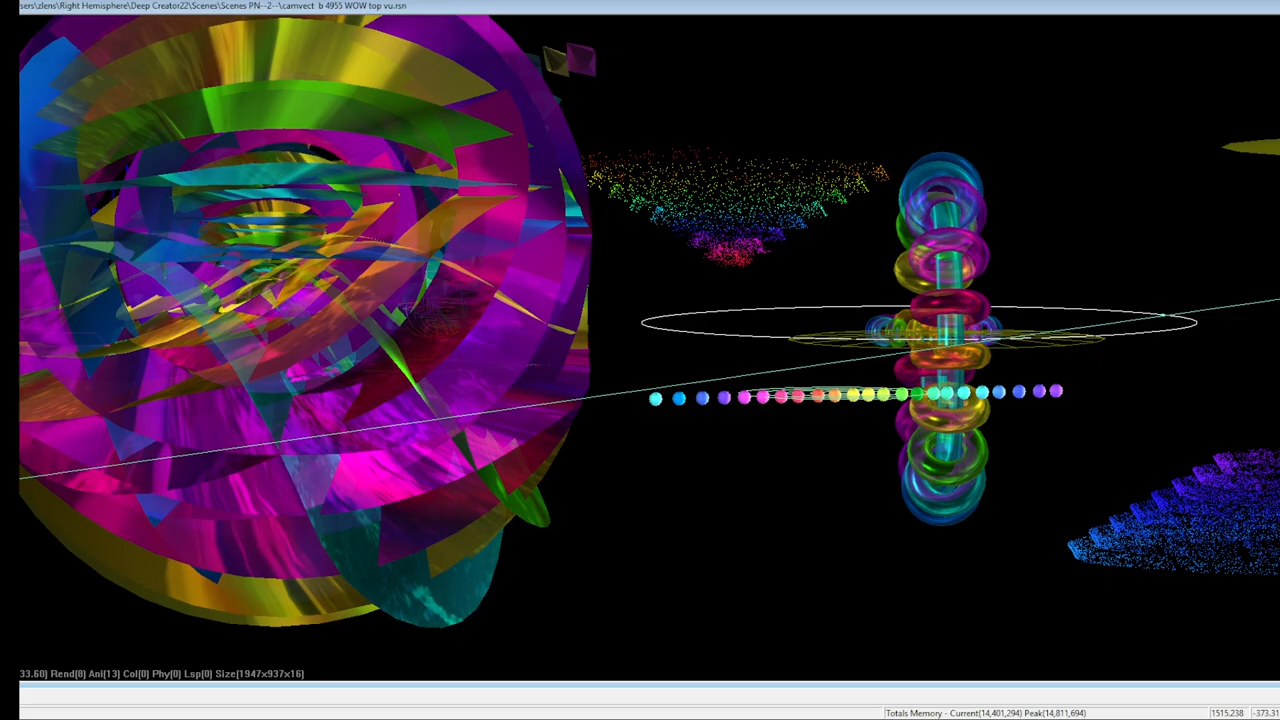 sers\zlens\Right Hemisphere\Deep Creator22\Scenes\Scenes PN--2--\camvect b 4955 WOW top vu.rsn
33.60) Rend(8) Ani(13) Col(0) Phy(0) Lsp(0) Size(1947x937x16)
Totals Memory - Current(14,401,294) Peak(14,811,694) 1515.238 -373.31